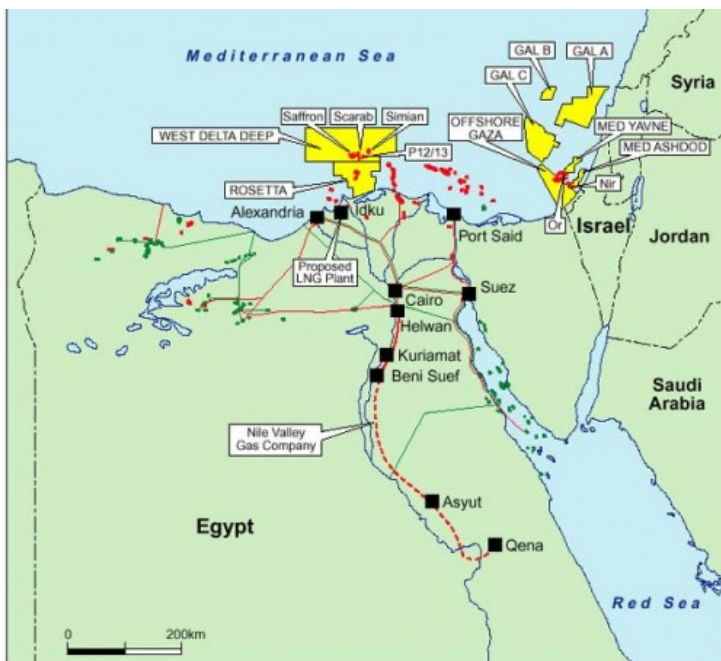 Mediterranean Sea
GAL B
GAL A
GAL C
Syria
Saffron
Scarab
Simian
OFFSHORE
GAZA
MED YAVNE
WEST DELTA DEEP
P12/13
MED ASHDOD
ROSETTA
Nir
Alexandria
Idku
Or
Israel
Port Said
Jordan
Proposed
LNG Plant
Cairo
Suez
Helwan
Kuriamat
Beni Suef
Saudi
Arabia
Nile Valley
Gas Company
Asyut
Egypt
Qena
Red Sea
0
200km